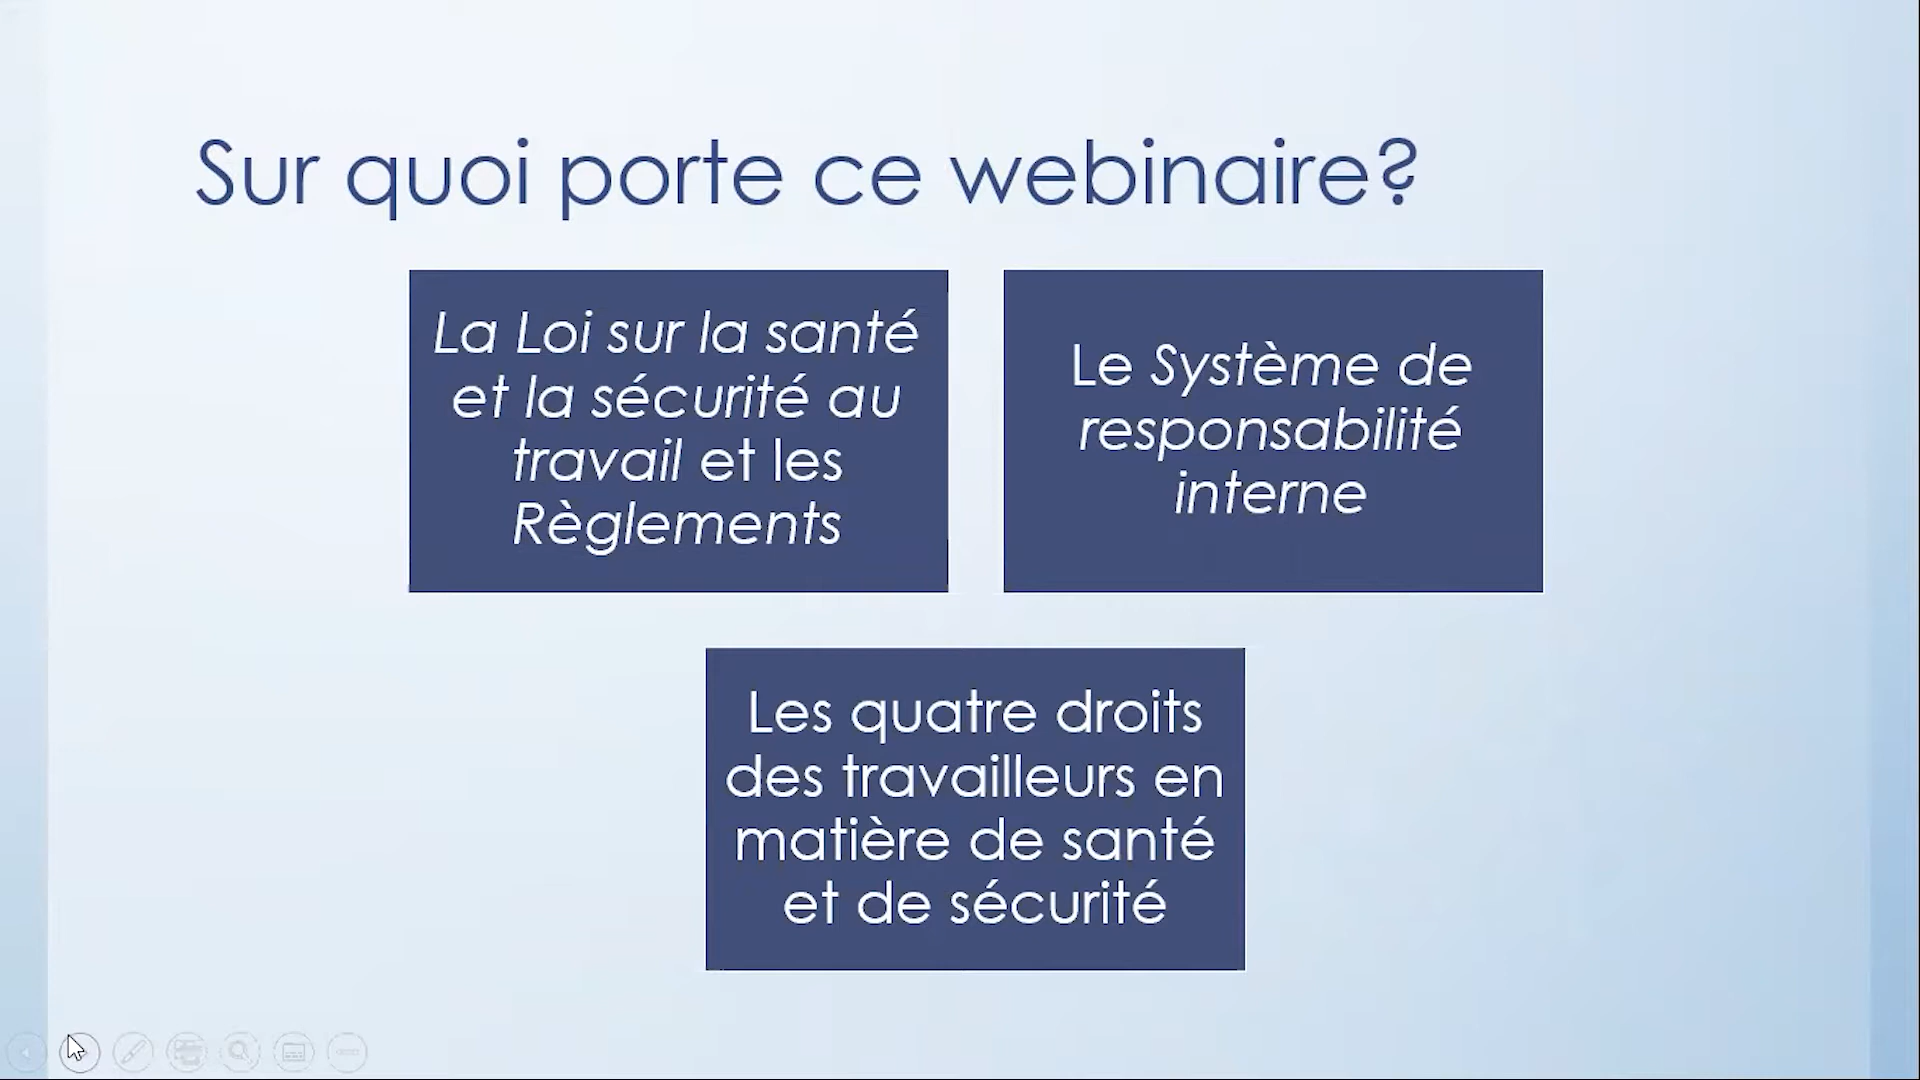 Sur quoi porte ce webinaire?
La Loi sur la santé
et la sécurité au
travail et les
Règlements
Le Système de
responsabilité
interne
Les quatre droits
des travailleurs en
matière de santé
et de sécurité